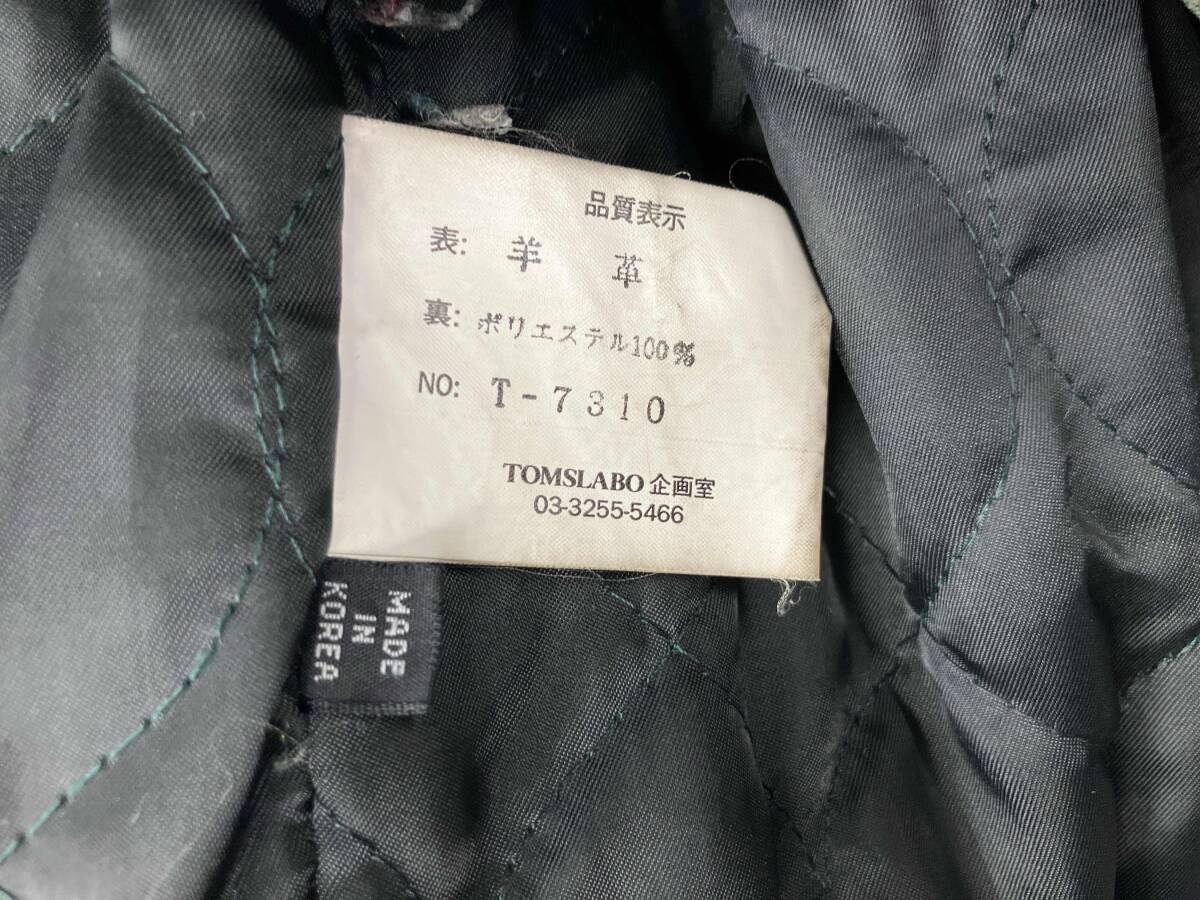 品質表示
表: 羊 革
裏: ポリエステル100%
NO: T-7310
TOMSLABO 企画室
03-3255-5466
MADE
IN
KOREA